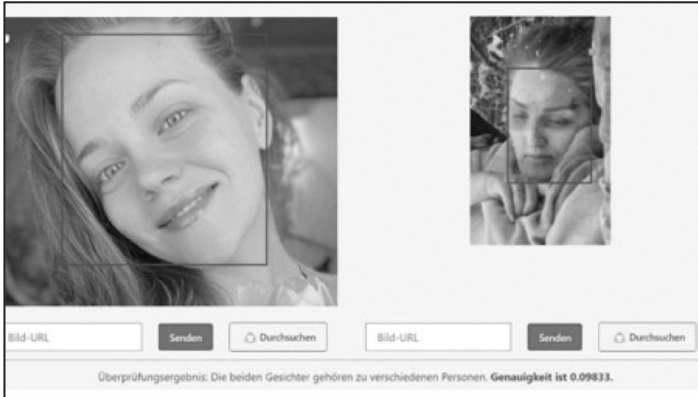 Bild-URL Senden Durchsuchen Bild-URL Senden Durchsuchen
Überprüfungsergebnis: Die beiden Gesichter gehören zu verschiedenen Personen. Genauigkeit ist 0.09833.